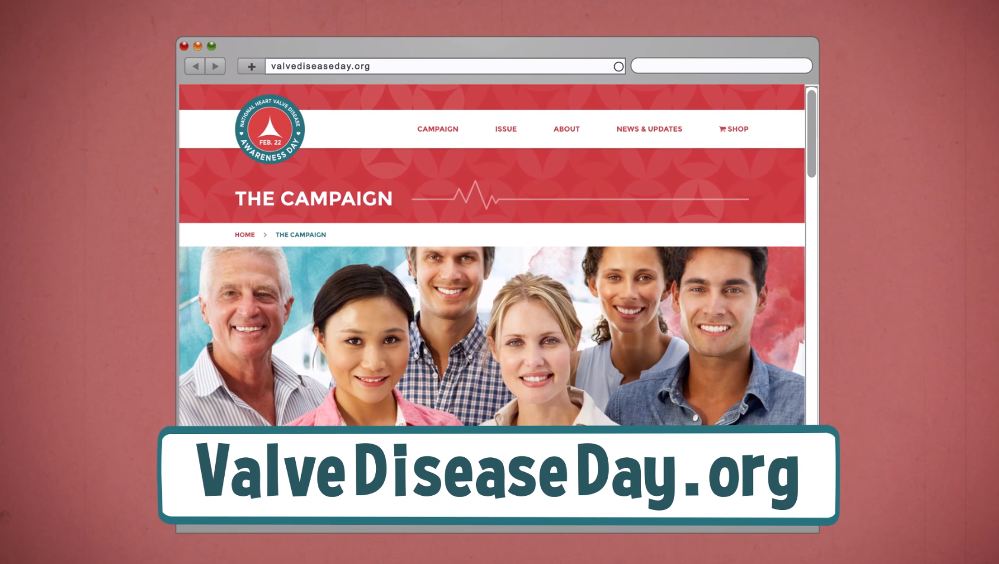 valvediseaseday.org
NATIONAL HEART VALVE DISEASE
FEB. 22
AWARENESS DAY
CAMPAIGN
ISSUE
ABOUT
NEWS & UPDATES
SHOP
THE CAMPAIGN
HOME > THE CAMPAIGN
ValveDiseaseDay.org